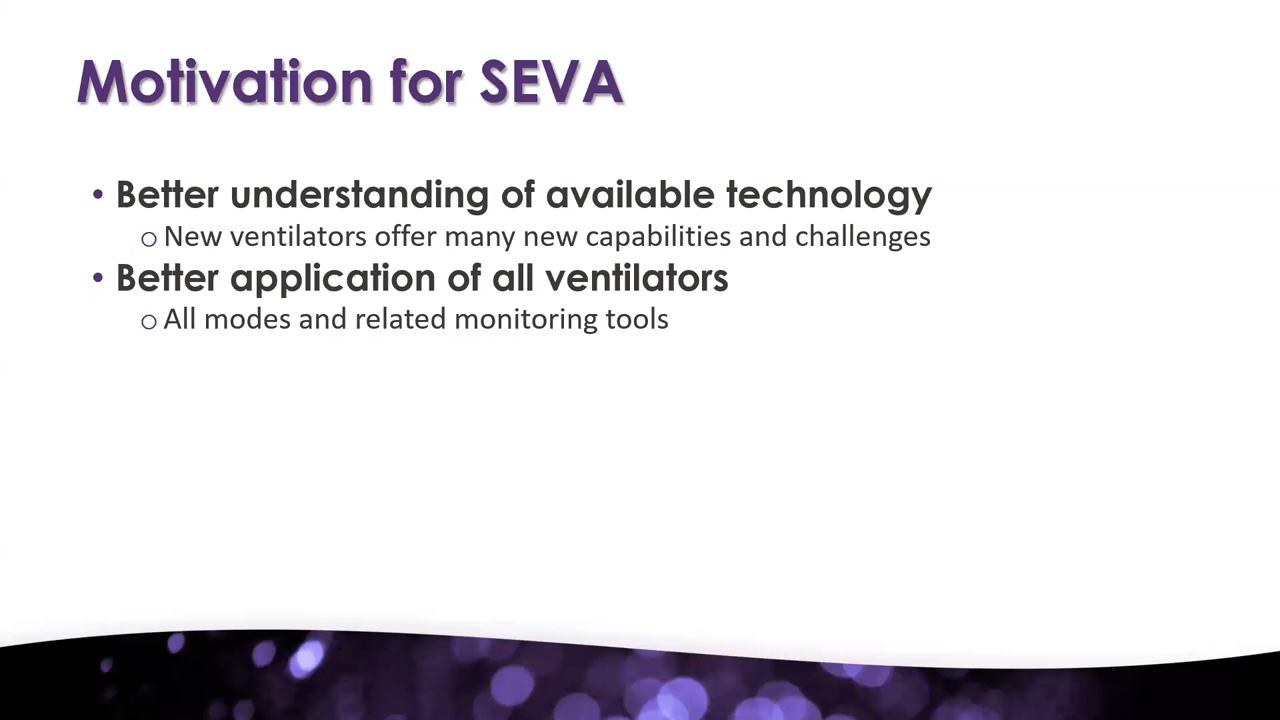 Motivation for SEVA
• Better understanding of available technology
o New ventilators offer many new capabilities and challenges
• Better application of all ventilators
o All modes and related monitoring tools